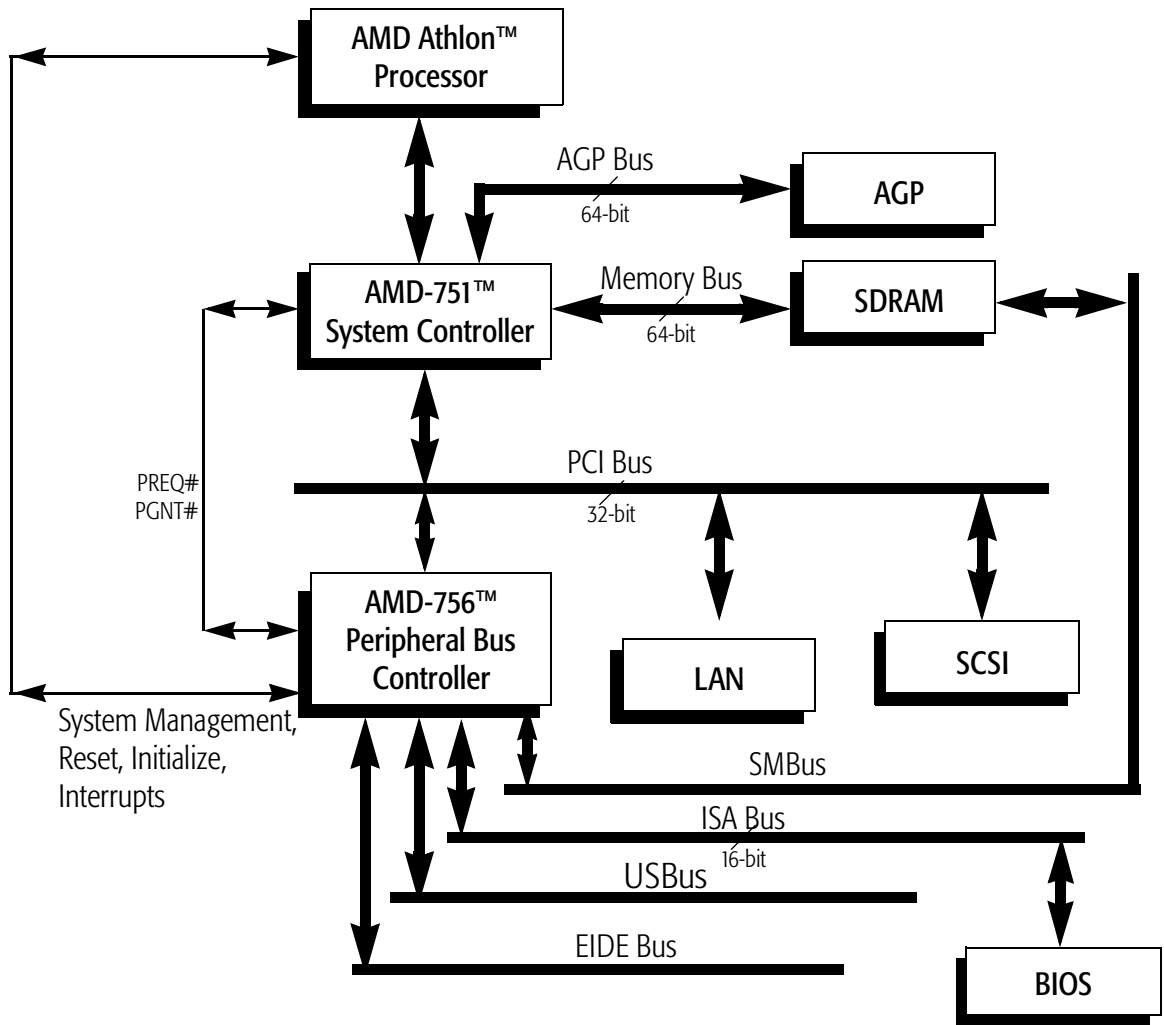 AMD Athlon™
Processor
AGP Bus
64-bit
AGP
AMD-751™
System Controller
Memory Bus
64-bit
SDRAM
PCI Bus
32-bit
PREQ#
PGNT#
AMD-756™
Peripheral Bus
Controller
LAN
SCSI
System Management,
Reset, Initialize,
Interrupts
SMBus
ISA Bus
16-bit
USBus
EIDE Bus
BIOS